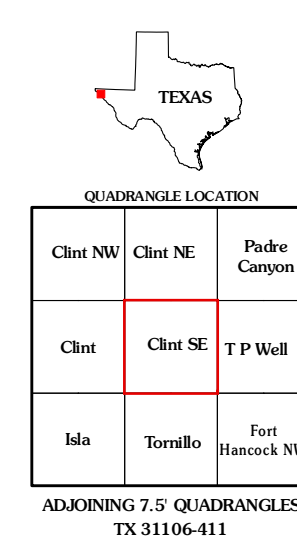 TEXAS
QUADRANGLE LOCATION
Clint NW
Clint NE
Padre
Canyon
Clint
Clint SE
T P Well
Isla
Tornillo
Fort
Hancock NW
ADJOINING 7.5' QUADRANGLES
TX 31106-411